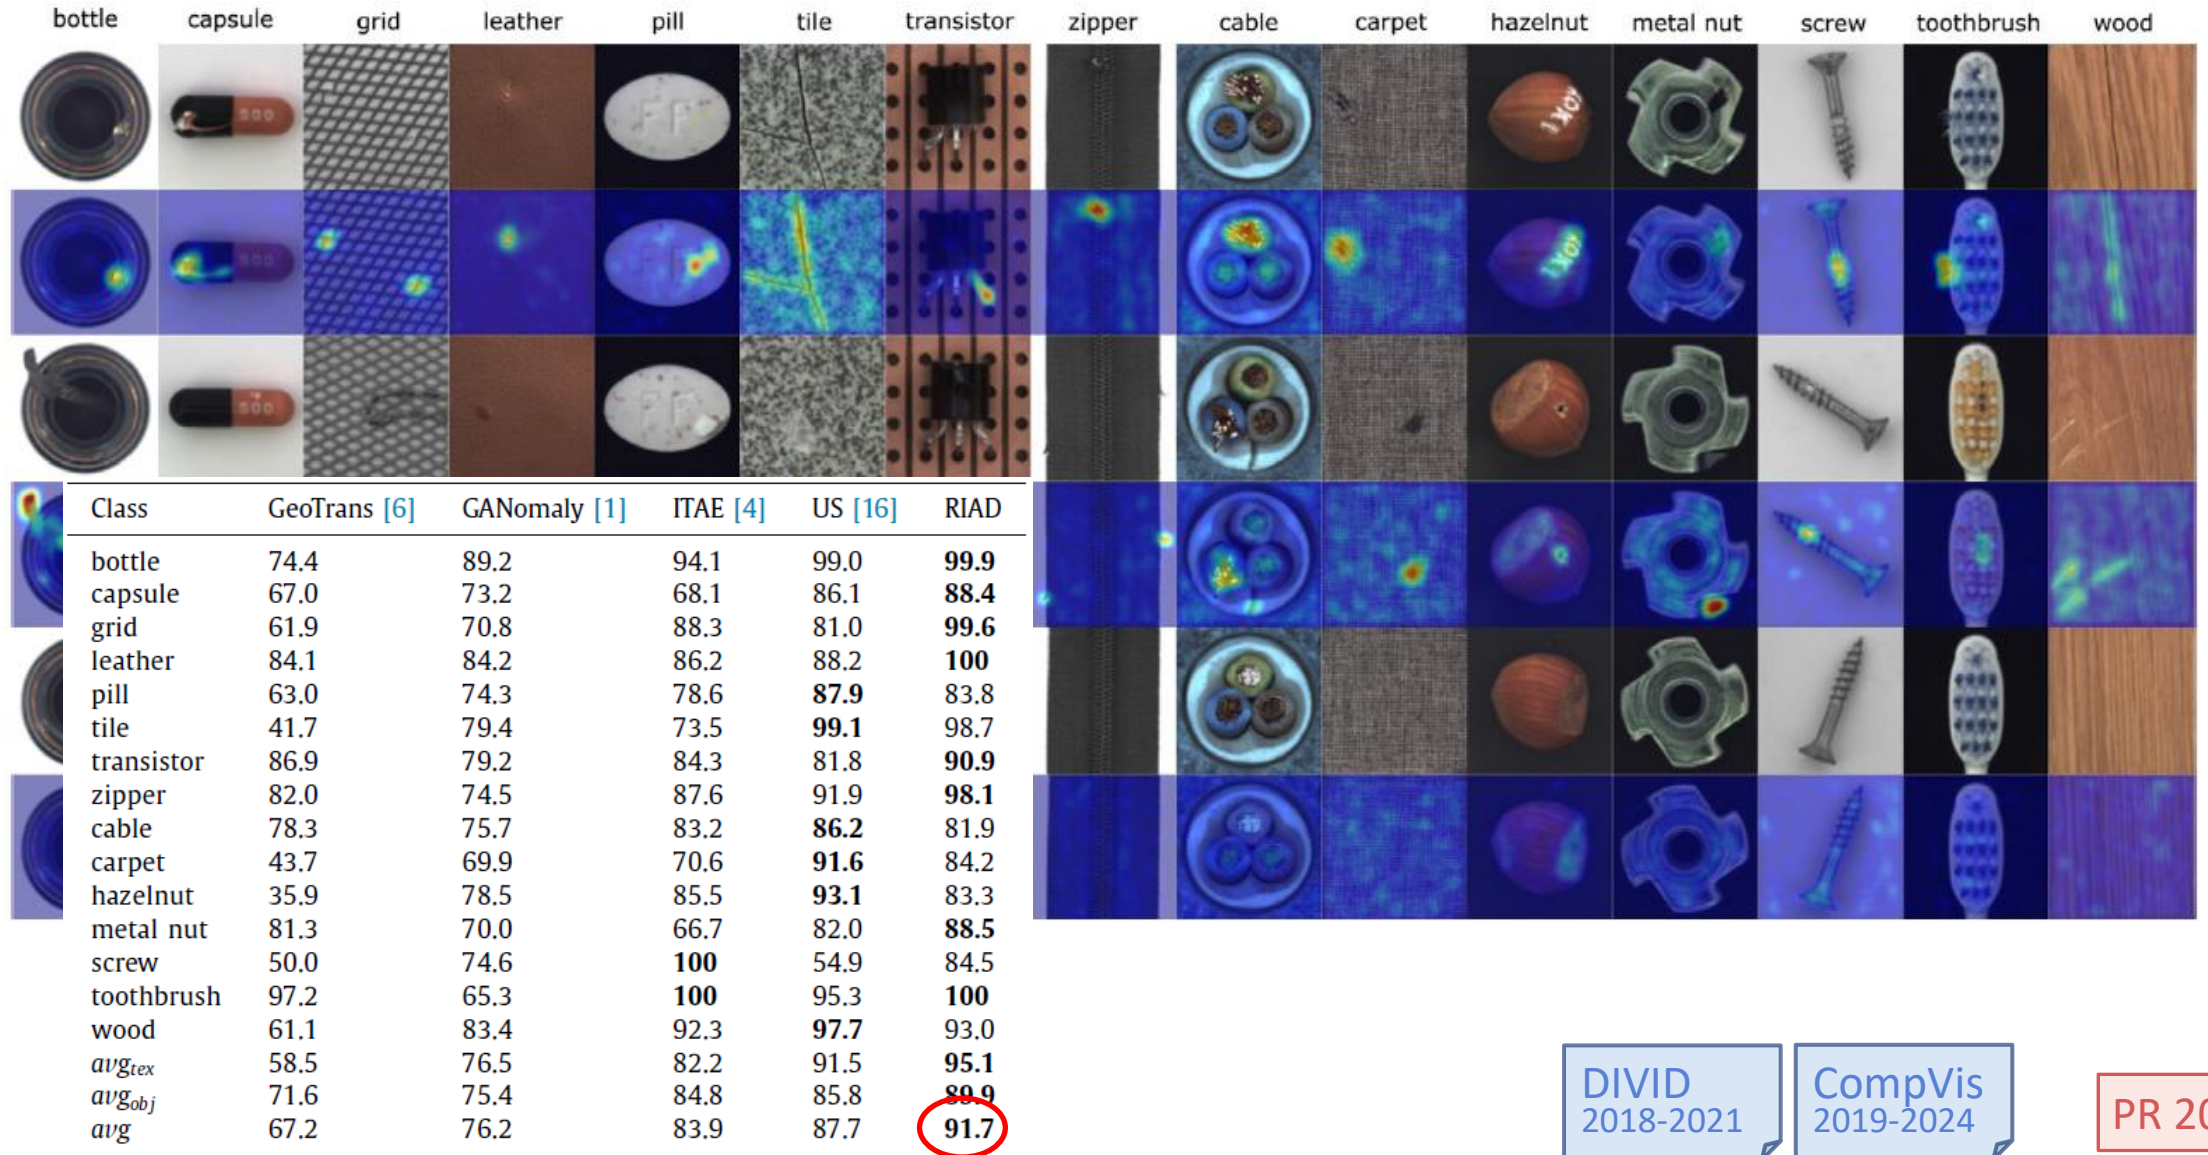 bottle capsule grid leather pill tile transistor zipper cable carpet hazelnut metal nut screw toothbrush wood
500
500
500
Class GeoTrans [6] GANomaly [1] ITAE [4] US [16] RIAD
bottle 74.4 89.2 94.1 99.0 99.9
capsule 67.0 73.2 68.1 86.1 88.4
grid 61.9 70.8 88.3 81.0 99.6
leather 84.1 84.2 86.2 88.2 100
pill 63.0 74.3 78.6 87.9 83.8
tile 41.7 79.4 73.5 99.1 98.7
transistor 86.9 79.2 84.3 81.8 90.9
zipper 82.0 74.5 87.6 91.9 98.1
cable 78.3 75.7 83.2 86.2 81.9
carpet 43.7 69.9 70.6 91.6 84.2
hazelnut 35.9 78.5 85.5 93.1 83.3
metal nut 81.3 70.0 66.7 82.0 88.5
screw 50.0 74.6 100 54.9 84.5
toothbrush 97.2 65.3 100 95.3 100
wood 61.1 83.4 92.3 97.7 93.0
avgtex 58.5 76.5 82.2 91.5 95.1
avgobj 71.6 75.4 84.8 85.8 89.9
avg 67.2 76.2 83.9 87.7 91.7
DIVID
2018-2021
CompVis
2019-2024
PR 20